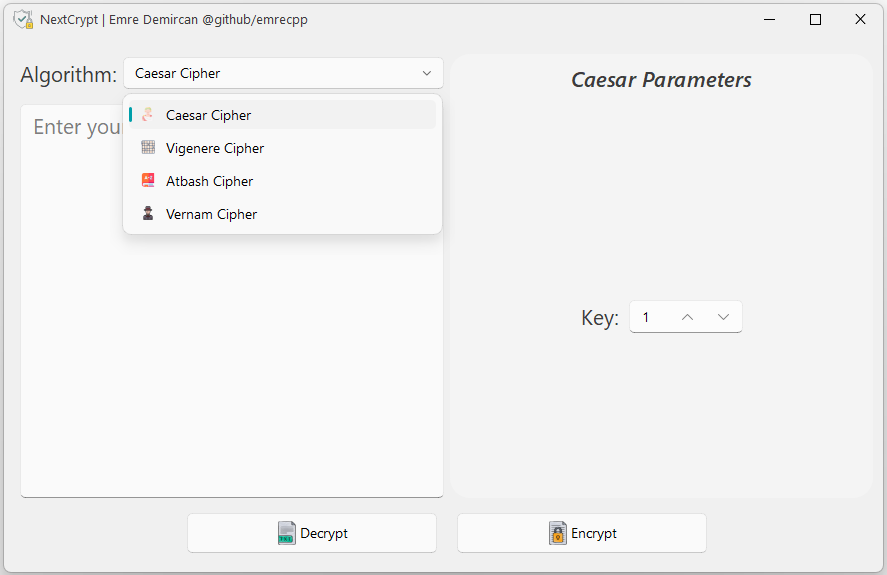 NextCrypt | Emre Demircan @github/emrecpp
Algorithm: Caesar Cipher
Caesar Cipher
Vigenere Cipher
Atbash Cipher
Vernam Cipher
Enter you
Caesar Parameters
Key: 1
Decrypt
Encrypt